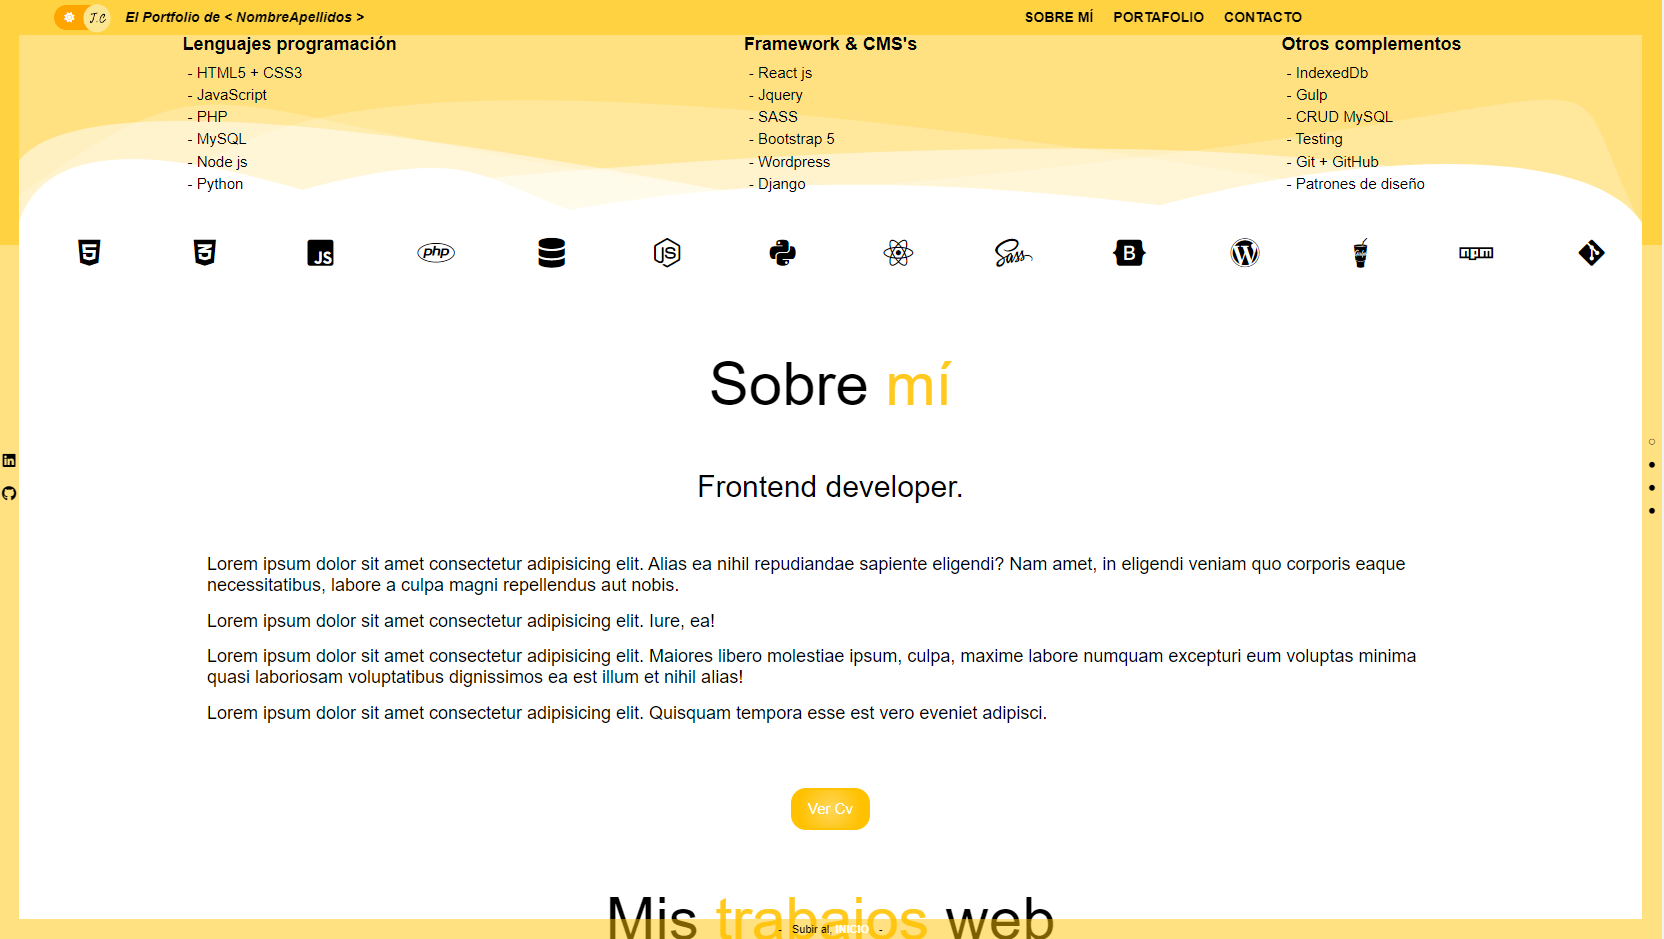 J.C El Portfolio de < NombreApellidos > SOBRE MÍ PORTAFOLIO CONTACTO
Lenguajes programación
- HTML5 + CSS3
- JavaScript
- PHP
- MySQL
- Node js
- Python
Framework & CMS's
- React js
- Jquery
- SASS
- Bootstrap 5
- Wordpress
- Django
Otros complementos
- IndexedDb
- Gulp
- CRUD MySQL
- Testing
- Git + GitHub
- Patrones de diseño
5 3 JS php JS Sass B W Gulp npm
Sobre mí
Frontend developer.
Lorem ipsum dolor sit amet consectetur adipisicing elit. Alias ea nihil repudiandae sapiente eligendi? Nam amet, in eligendi veniam quo corporis eaque
necessitatibus, labore a culpa magni repellendus aut nobis.
Lorem ipsum dolor sit amet consectetur adipisicing elit. Iure, ea!
Lorem ipsum dolor sit amet consectetur adipisicing elit. Maiores libero molestiae ipsum, culpa, maxime labore numquam excepturi eum voluptas minima
quasi laboriosam voluptatibus dignissimos ea est illum et nihil alias!
Lorem ipsum dolor sit amet consectetur adipisicing elit. Quisquam tempora esse est vero eveniet adipisci.
in
Ver Cv
Mis trabajos web
- Subir al, INICIO -